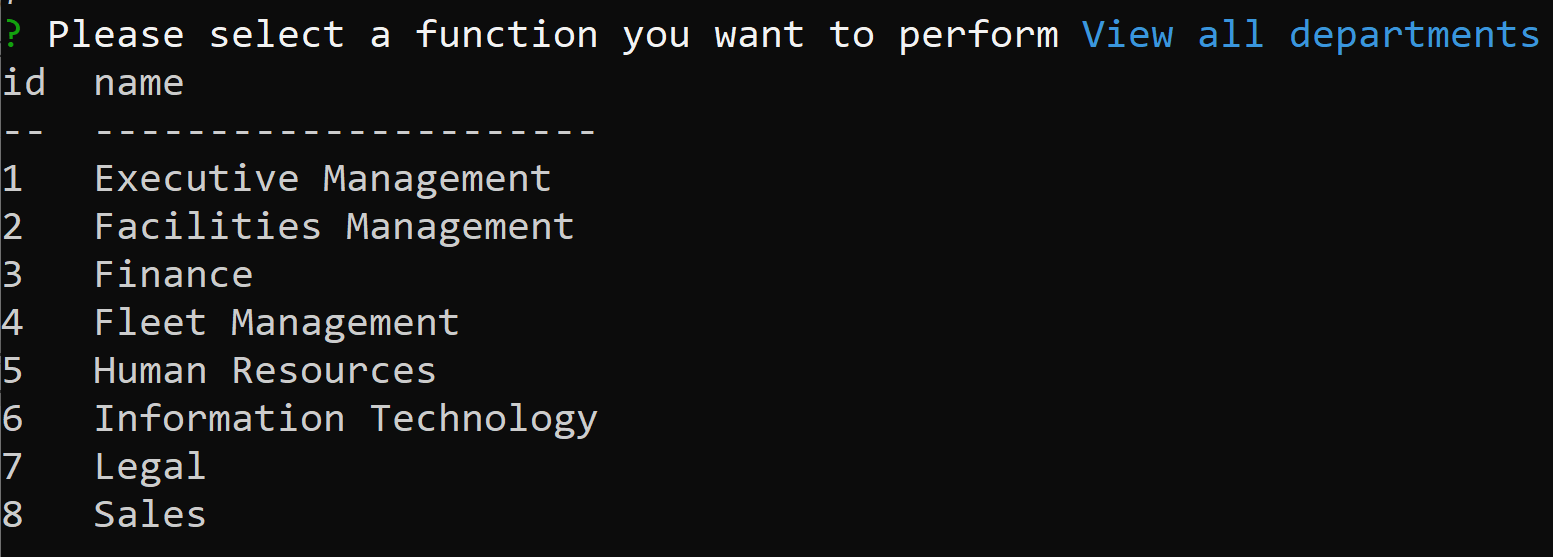 ? Please select a function you want to perform View all departments
id  name
--  ----------------------
1   Executive Management
2   Facilities Management
3   Finance
4   Fleet Management
5   Human Resources
6   Information Technology
7   Legal
8   Sales